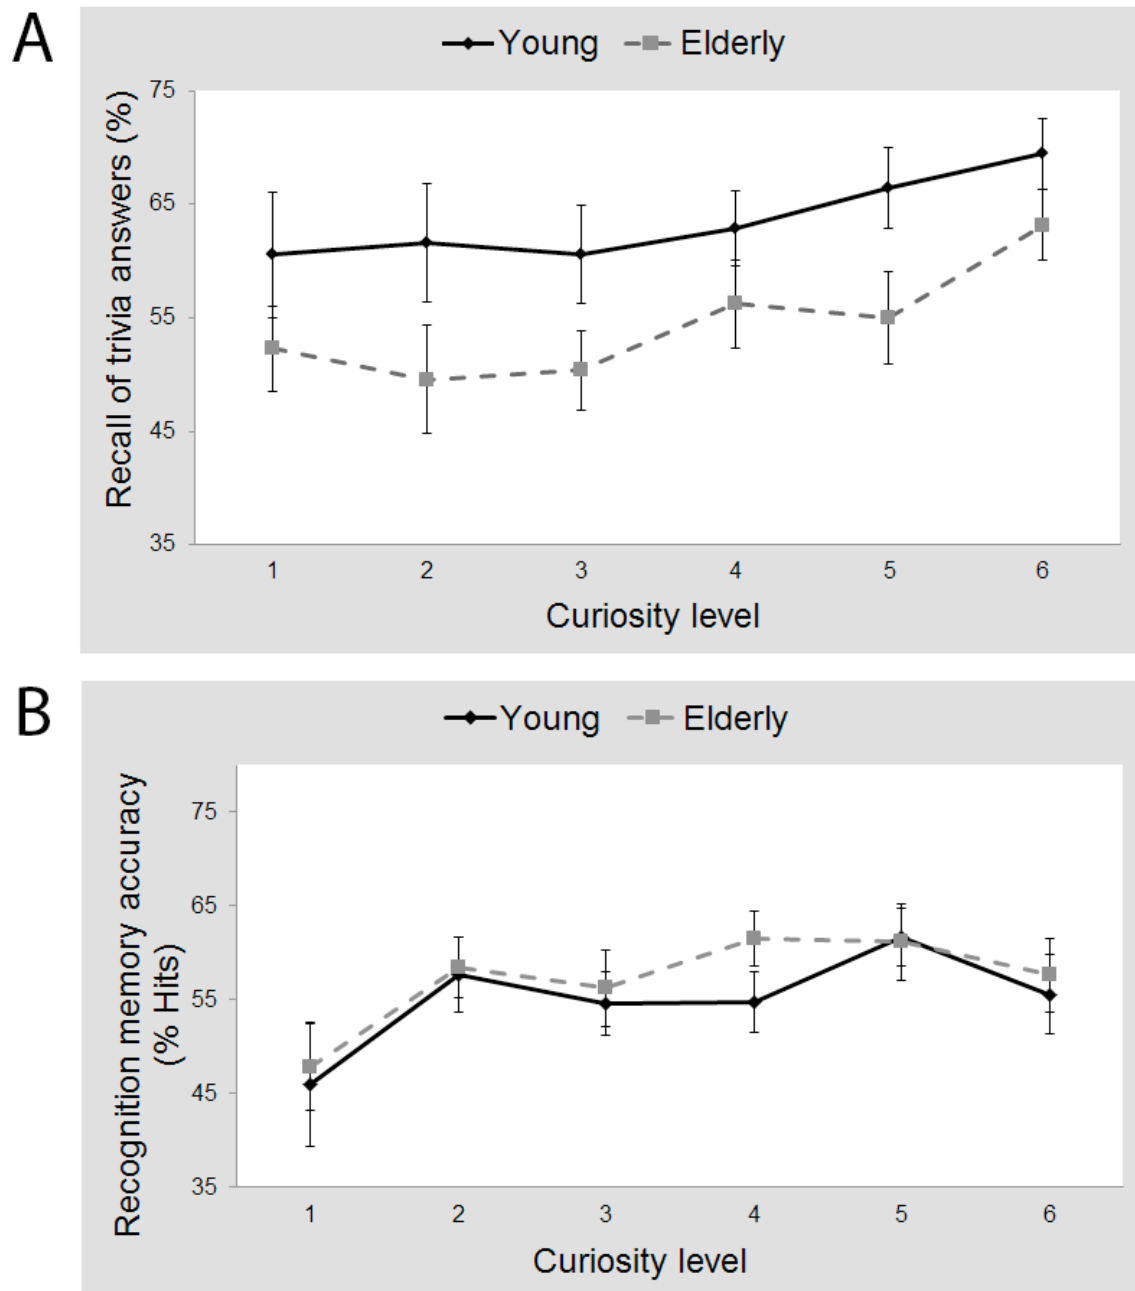 A
Young Elderly
Recall of trivia answers (%)
75
65
55
45
35
1 2 3 4 5 6
Curiosity level
B
Young Elderly
Recognition memory accuracy
(% Hits)
75
65
55
45
35
1 2 3 4 5 6
Curiosity level